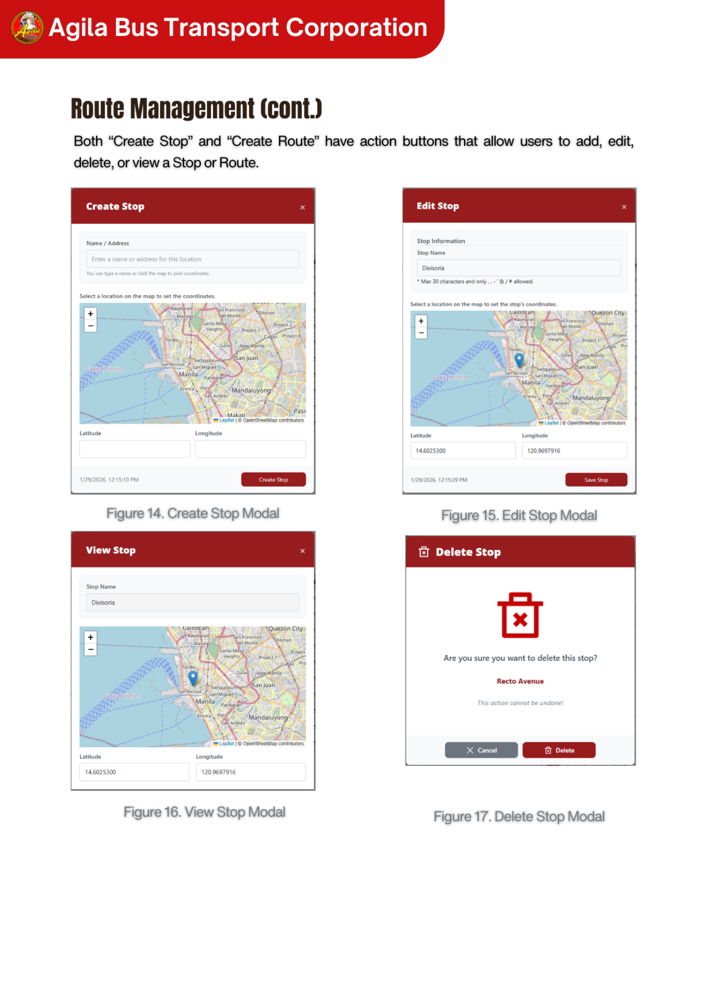 Agila
Agila Bus Transport Corporation
Route Management (cont.)
Both “Create Stop” and “Create Route” have action buttons that allow users to add, edit,
delete, or view a Stop or Route.
Create Stop
×
Name / Address
Enter a name or address for this location
You can type a name or click the map to pick coordinates.
Select a location on the map to set the coordinates.
+
−
Kaunlaran
Marulas
San Francisco
del Monte
Diliman
Santa Mesa
Heights
Project 2
Project 1
Cubao
Project 4
Tondo
Galas
New Manila
San Juan
Sampaloc
San Nicolas
San Miguel
Capital District
Manila
Pandacan
Ermita
Paco
San Andres
Mandaluyong
Makati
Pasi
Leaflet | © OpenStreetMap contributors
Latitude
Longitude
1/29/2026, 12:15:10 PM
Create Stop
Figure 14. Create Stop Modal
Edit Stop
×
Stop Information
Stop Name
Divisoria
* Max 30 characters and only . , - ' & / # allowed.
Select a location on the map to set the stop's coordinates.
+
−
Caloocan
Quezon City
Kaunlaran
Marulas
San Francisco
del Monte
Diliman
Santa Mesa
Heights
Project 1
Project
Cubao
Pro
Tondo
Galas
New Manila
San Juan
Sampaloc
San Nicolas
San Miguel
Capital District
Manila
Pandacan
Ermita
Paco
San Andres
Mandaluyong
Leaflet | © OpenStreetMap contributors
Latitude
Longitude
14.6025300
120.9697916
1/29/2026, 12:15:29 PM
Save Stop
Figure 15. Edit Stop Modal
View Stop
×
Stop Name
Divisoria
+
−
Caloocan
Quezon City
Kaunlaran
Marulas
San Francisco
del Monte
Diliman
Santa Mesa
Heights
Project 1
Project
Cubao
Pro
Tondo
Galas
New Manila
San Juan
Sampaloc
San Nicolas
San Miguel
Capital District
Manila
Pandacan
Ermita
Paco
San Andres
Mandaluyong
Leaflet | © OpenStreetMap contributors
Latitude
Longitude
14.6025300
120.9697916
Figure 16. View Stop Modal
Delete Stop
Are you sure you want to delete this stop?
Recto Avenue
This action cannot be undone!
Cancel
Delete
Figure 17. Delete Stop Modal